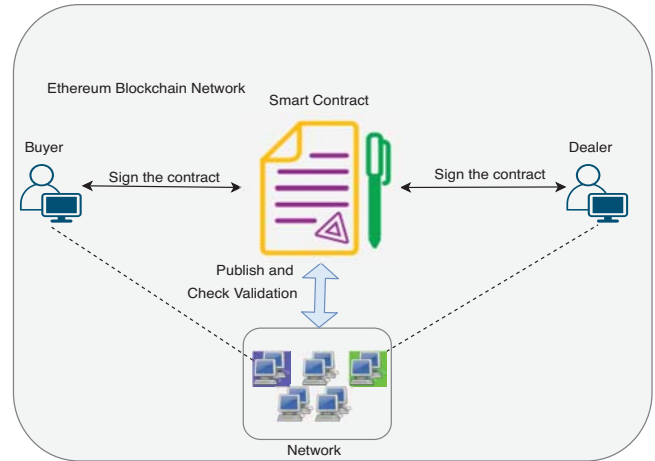 Ethereum Blockchain Network
Smart Contract
Buyer
Dealer
Sign the contract
Sign the contract
Publish and
Check Validation
Network